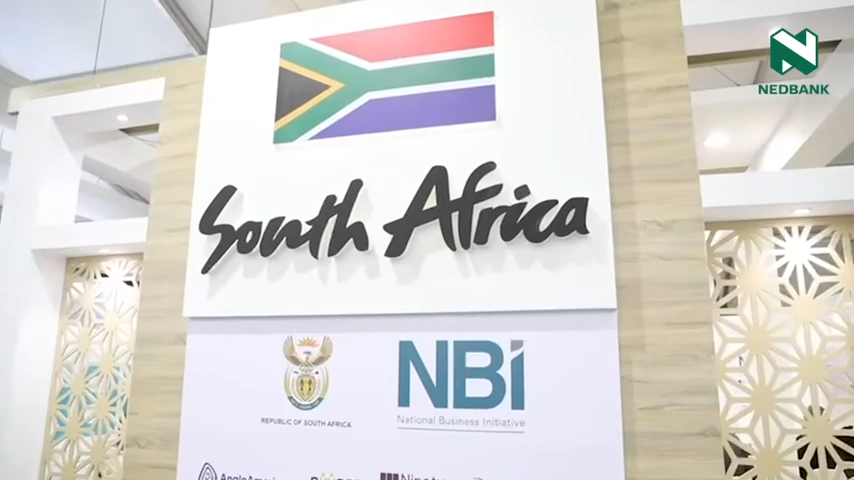 NEDBANK
South Africa
NBi
REPUBLIC OF SOUTH AFRICA
National Business Initiative